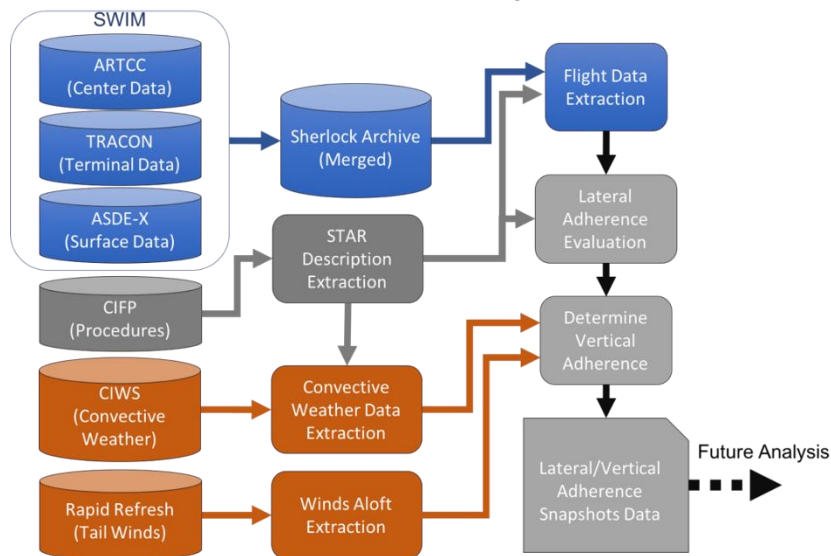 SWIM
ARTCC
(Center Data)
TRACON
(Terminal Data)
ASDE-X
(Surface Data)
Sherlock Archive
(Merged)
Flight Data
Extraction
Lateral
Adherence
Evaluation
STAR
Description
Extraction
CIFP
(Procedures)
Determine
Vertical
Adherence
CIWS
(Convective
Weather)
Convective
Weather Data
Extraction
Rapid Refresh
(Tail Winds)
Winds Aloft
Extraction
Lateral/Vertical
Adherence
Snapshots Data
Future Analysis